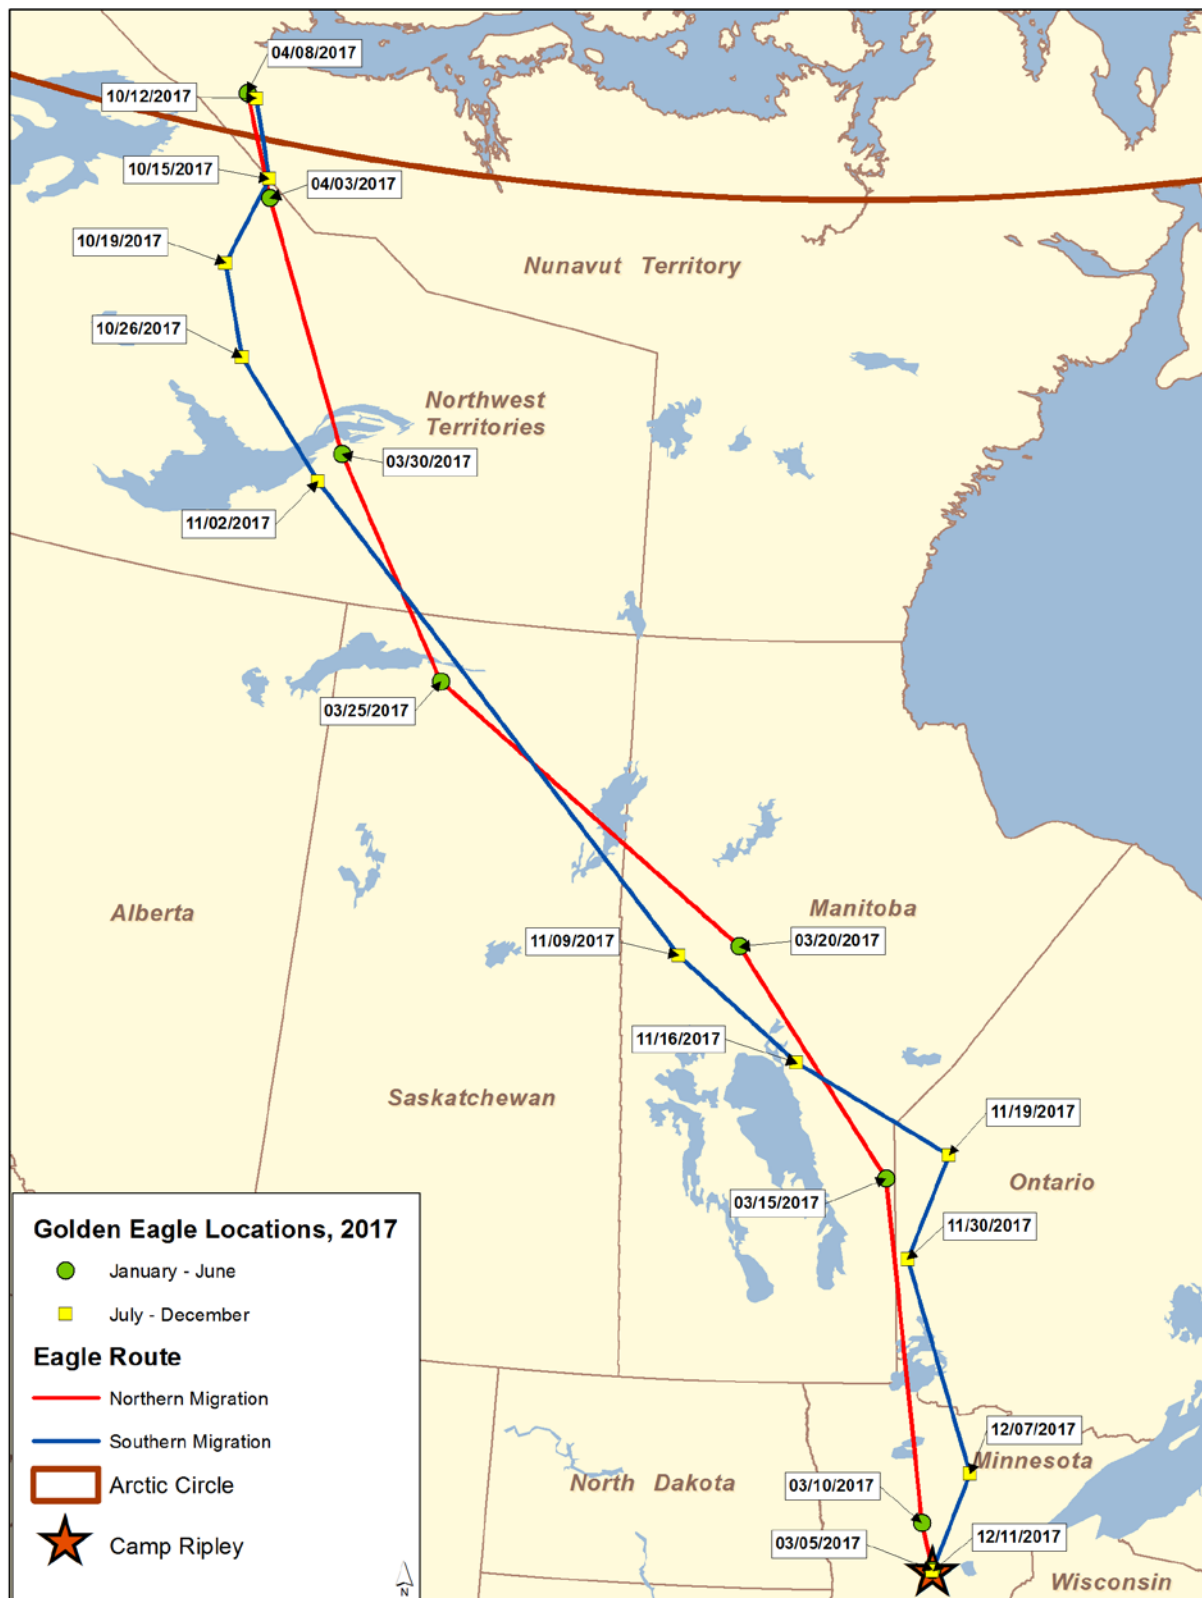 04/08/2017
10/12/2017
10/15/2017
04/03/2017
10/19/2017
Nunavut Territory
10/26/2017
Northwest
Territories
03/30/2017
11/02/2017
03/25/2017
Alberta
Manitoba
11/09/2017
03/20/2017
11/16/2017
Saskatchewan
11/19/2017
Ontario
03/15/2017
11/30/2017
12/07/2017
Minnesota
North Dakota
03/10/2017
03/05/2017
12/11/2017
Wisconsin
Golden Eagle Locations, 2017
January - June
July - December
Eagle Route
Northern Migration
Southern Migration
Arctic Circle
Camp Ripley
N